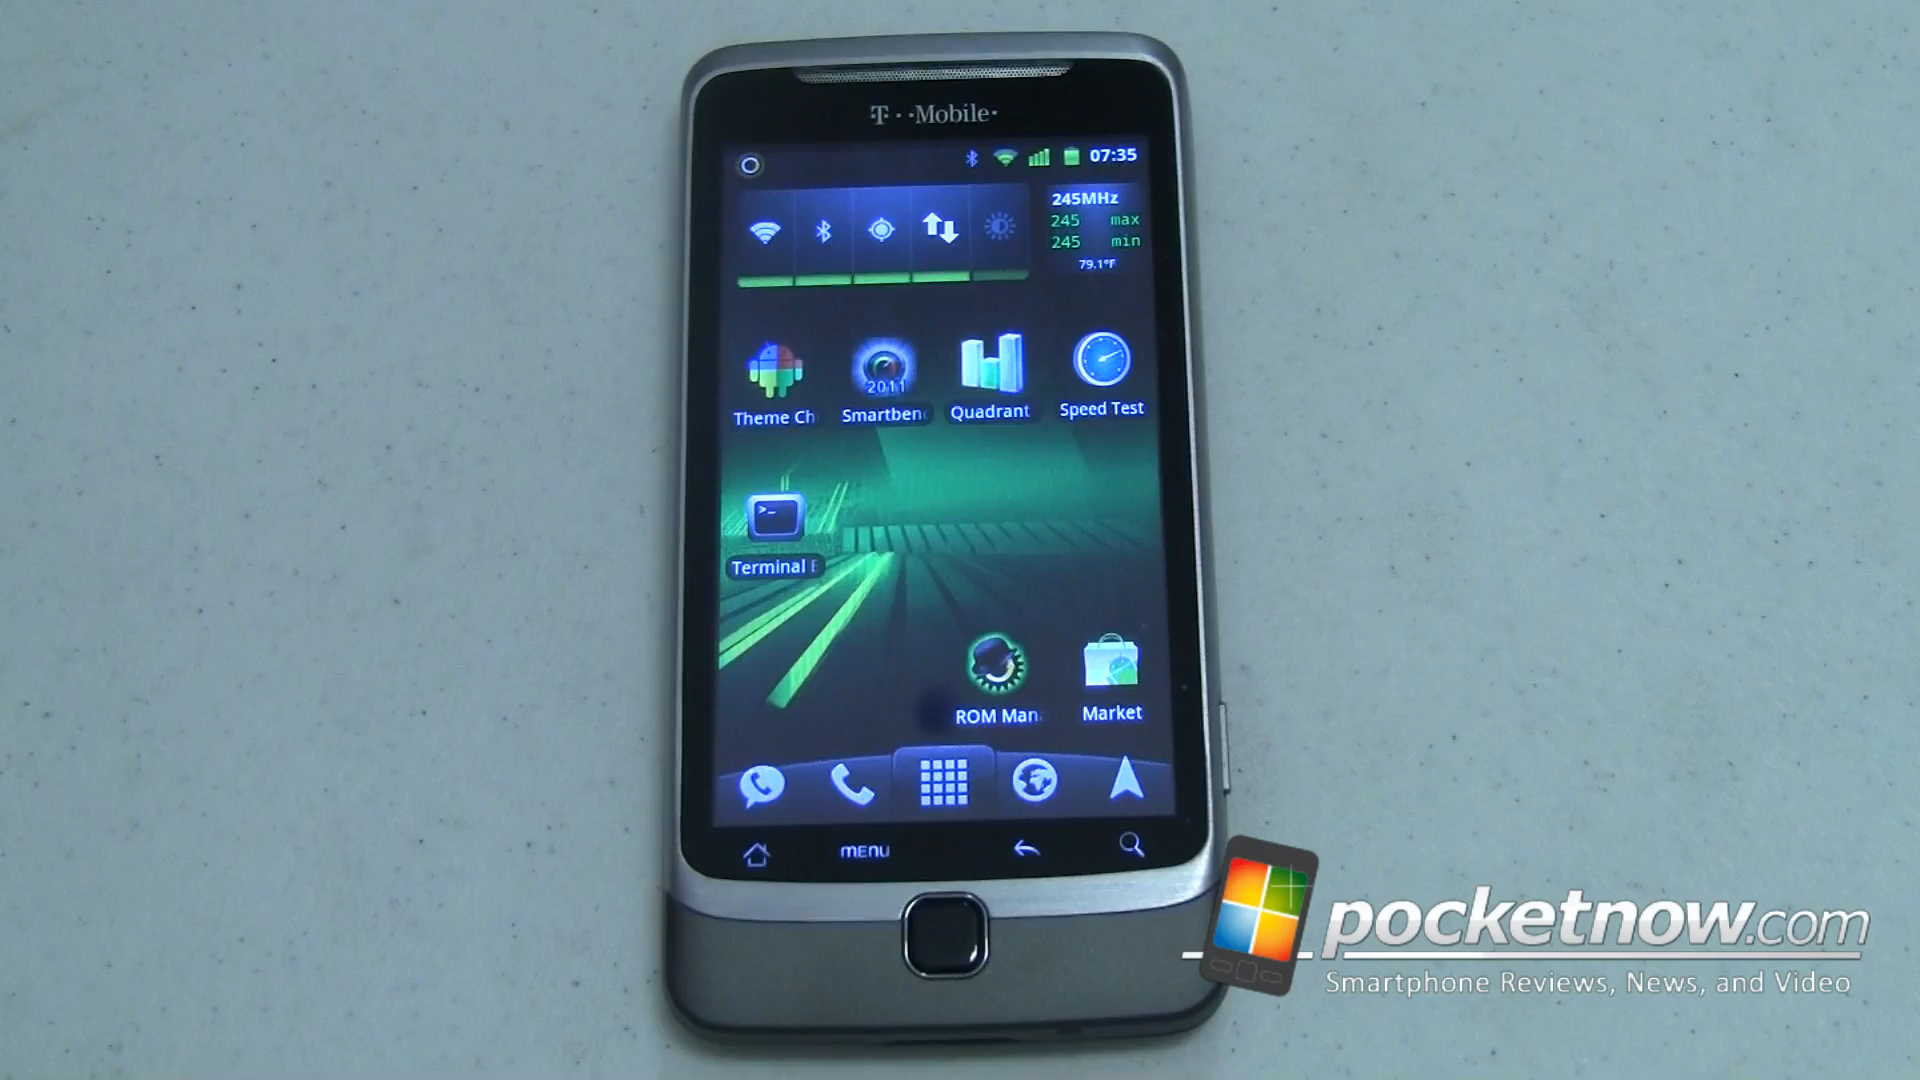 T··Mobile·
07:35
245MHz
245 max
245 min
79.1°F
2011
Theme Ch
Smartben
Quadrant
Speed Test
>_
Terminal E
ROM Man
Market
MENU
pocketnow.com
Smartphone Reviews, News, and Video